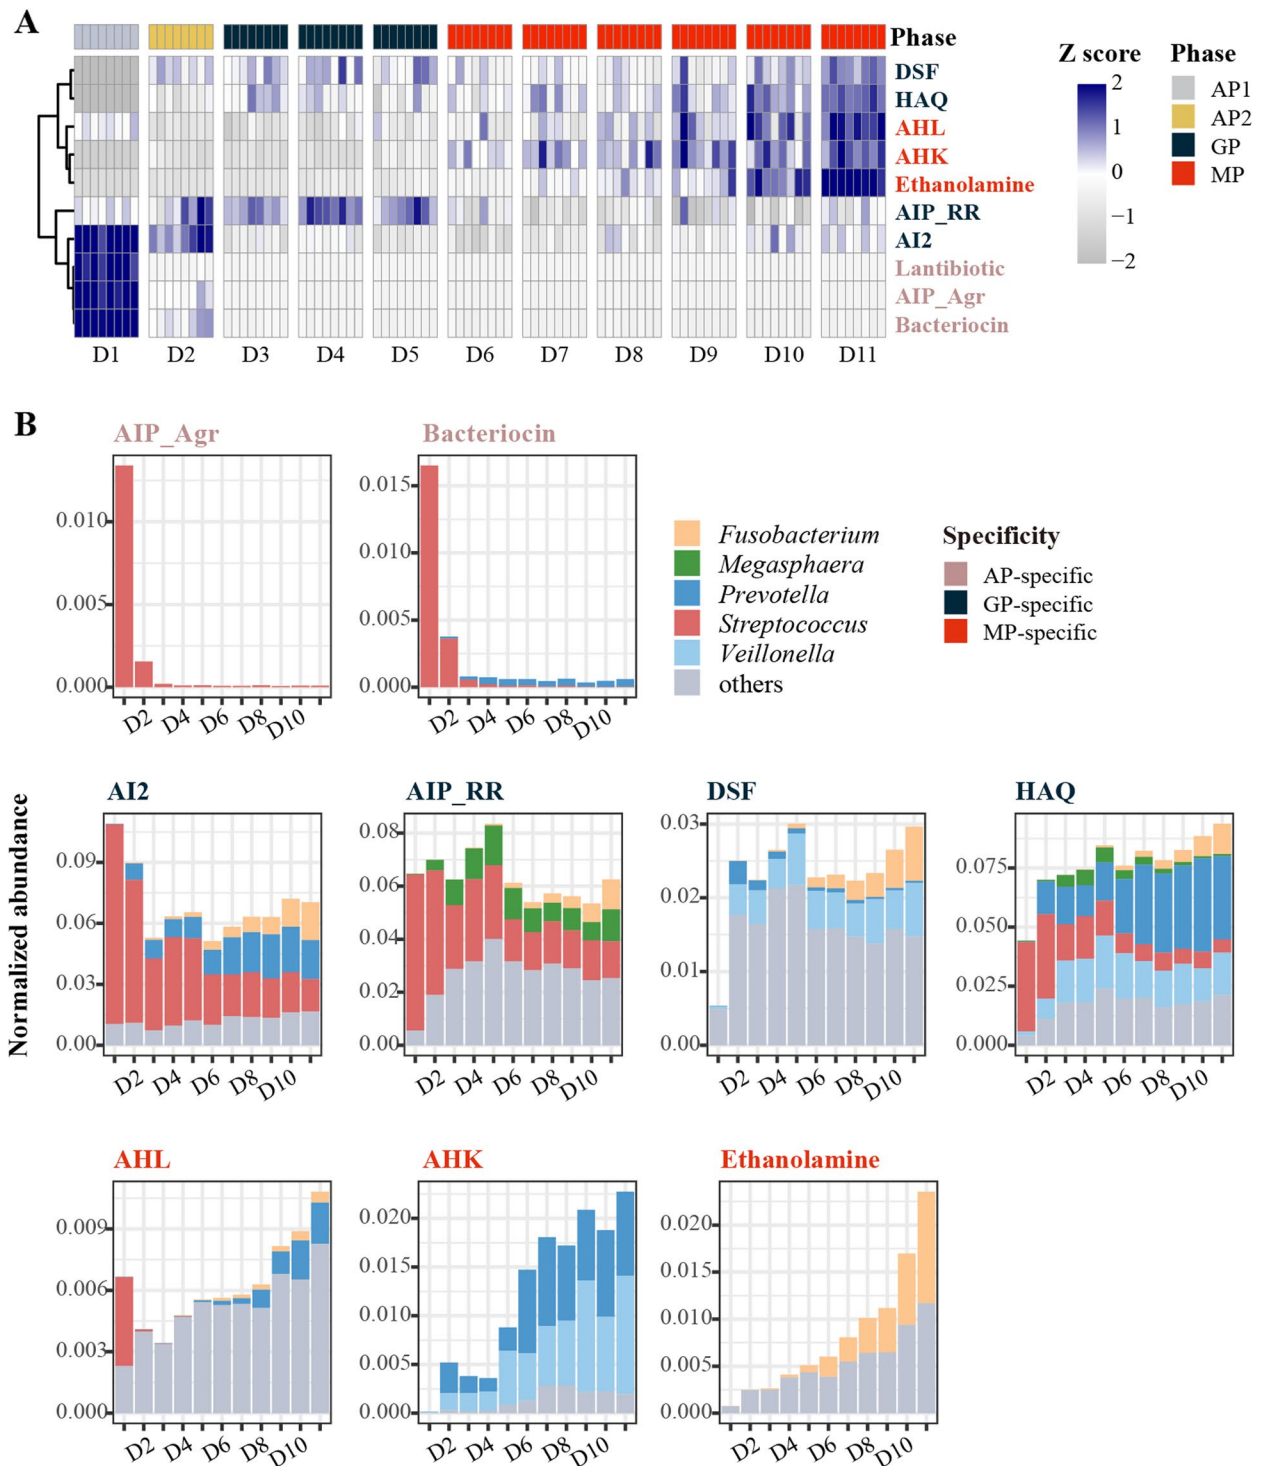 A
Phase
DSF
HAQ
AHL
AHK
Ethanolamine
AIP_RR
AI2
Lantibiotic
AIP_Agr
Bacteriocin
D1 D2 D3 D4 D5 D6 D7 D8 D9 D10 D11
Z score
2
1
0
−1
−2
Phase
AP1
AP2
GP
MP
B
AIP_Agr
0.010
0.005
0.000
D2 D4 D6 D8 D10
Bacteriocin
0.015
0.010
0.005
0.000
D2 D4 D6 D8 D10
Fusobacterium
Megasphaera
Prevotella
Streptococcus
Veillonella
others
Specificity
AP-specific
GP-specific
MP-specific
Normalized abundance
AI2
0.09
0.06
0.03
0.00
D2 D4 D6 D8 D10
AIP_RR
0.08
0.06
0.04
0.02
0.00
D2 D4 D6 D8 D10
DSF
0.03
0.02
0.01
0.00
D2 D4 D6 D8 D10
HAQ
0.075
0.050
0.025
0.000
D2 D4 D6 D8 D10
AHL
0.009
0.006
0.003
0.000
D2 D4 D6 D8 D10
AHK
0.020
0.015
0.010
0.005
0.000
D2 D4 D6 D8 D10
Ethanolamine
0.020
0.015
0.010
0.005
0.000
D2 D4 D6 D8 D10